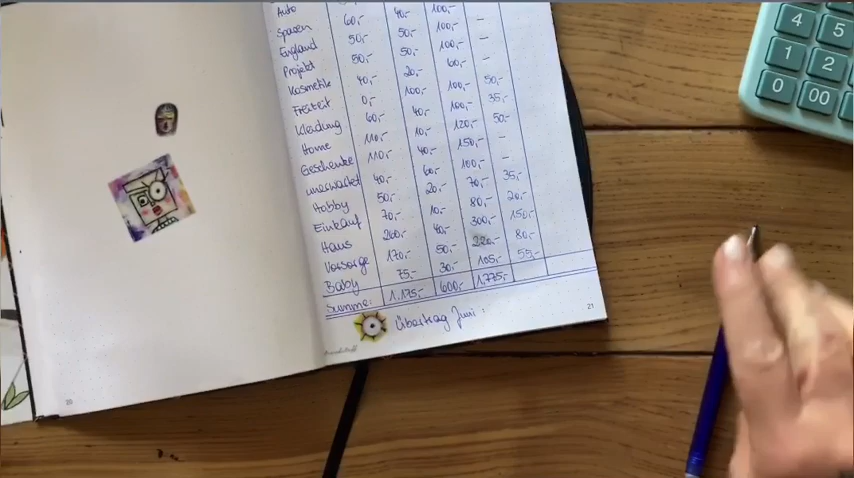 Auto 40,- 100,-
Sparen 60,- 50,- 100,- -
England 50,- 50,- 100,- -
Projekt 50,- 20,- 60,- -
Kosmetik 40,- 100,- 100,- 50,-
Freizeit 0,- 40,- 100,- 35,-
Kleidung 60,- 10,- 120,- 50,-
Home 110,- 40,- 150,- -
Geschenke 110,- 60,- 100,- -
unerwartet 40,- 20,- 70,- 35,-
Hobby 50,- 10,- 80,- 20,-
Einkauf 70,- 40,- 300,- 150,-
Haus 200,- 50,- 220,- 80,-
Vorsorge 170,- 30,- 105,- 55,-
Baby 75,-
Summe: 1.175,- 600,- 1.775,-
Übertrag Juni:
20
21
4 5
1 2
0 00